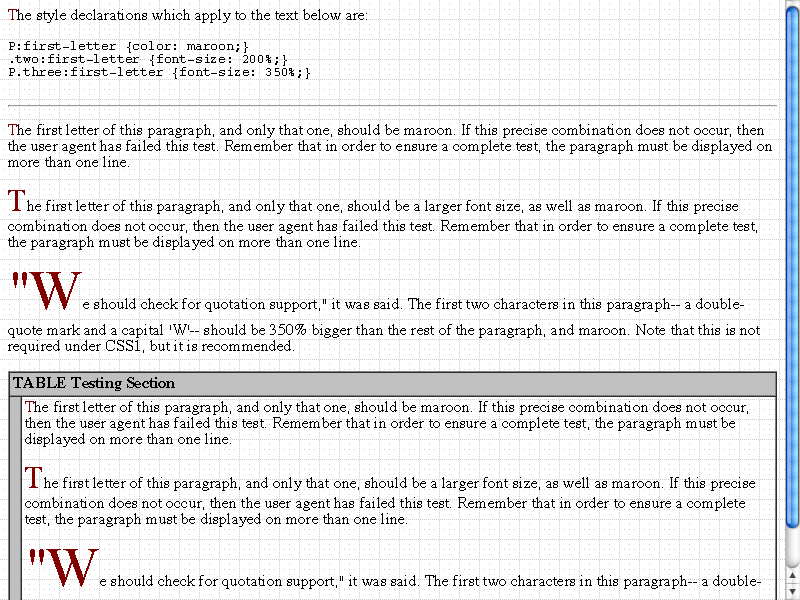 The style declarations which apply to the text below are:
P:first-letter {color: maroon;}
.two:first-letter {font-size: 200%;}
P.three:first-letter {font-size: 350%;}
The first letter of this paragraph, and only that one, should be maroon. If this precise combination does not occur, then
the user agent has failed this test. Remember that in order to ensure a complete test, the paragraph must be displayed on
more than one line.
The first letter of this paragraph, and only that one, should be a larger font size, as well as maroon. If this precise
combination does not occur, then the user agent has failed this test. Remember that in order to ensure a complete test,
the paragraph must be displayed on more than one line.
"We should check for quotation support," it was said. The first two characters in this paragraph-- a double-
quote mark and a capital 'W'-- should be 350% bigger than the rest of the paragraph, and maroon. Note that this is not
required under CSS1, but it is recommended.
TABLE Testing Section
The first letter of this paragraph, and only that one, should be maroon. If this precise combination does not occur,
then the user agent has failed this test. Remember that in order to ensure a complete test, the paragraph must be
displayed on more than one line.
The first letter of this paragraph, and only that one, should be a larger font size, as well as maroon. If this precise
combination does not occur, then the user agent has failed this test. Remember that in order to ensure a complete
test, the paragraph must be displayed on more than one line.
"We should check for quotation support," it was said. The first two characters in this paragraph-- a double-